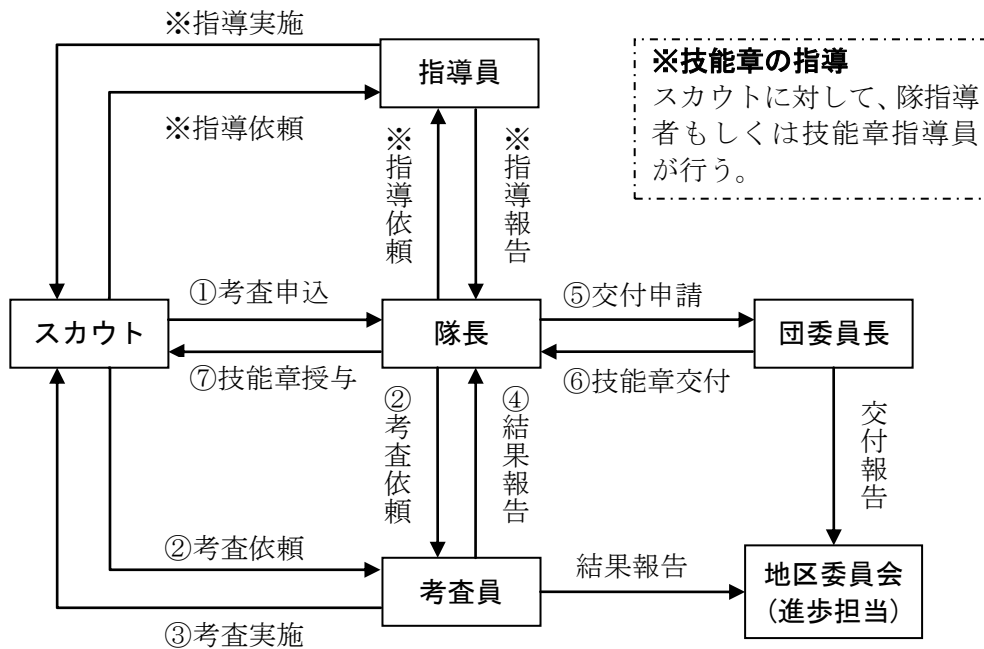 ※指導実施
指導員
※技能章の指導
スカウトに対して、隊指導
者もしくは技能章指導員
が行う。
※指導依頼
※指導依頼
※指導報告
①考査申込
⑤交付申請
スカウト
隊長
団委員長
⑦技能章授与
⑥技能章交付
②考査依頼
④結果報告
交付報告
②考査依頼
結果報告
考査員
地区委員会
(進歩担当)
③考査実施